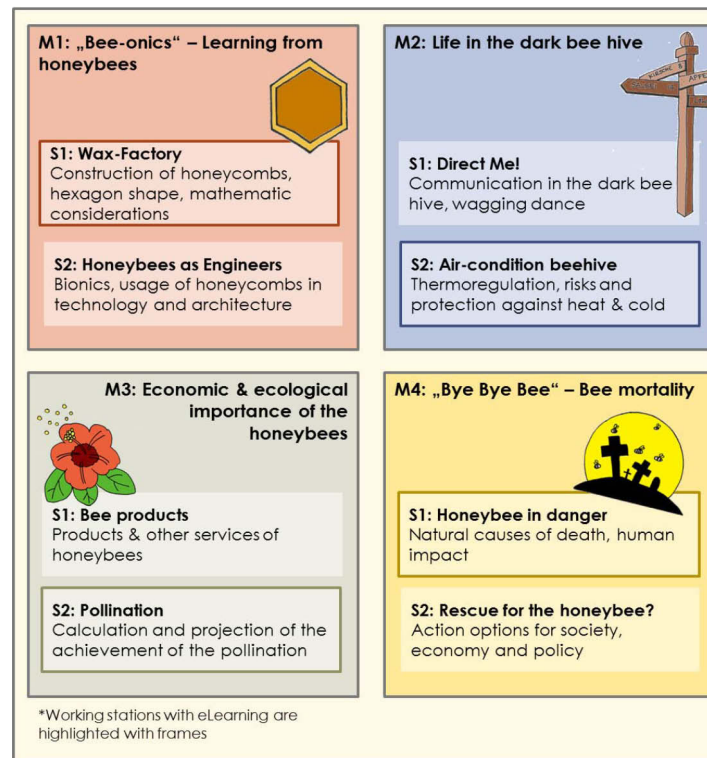 M1: „Bee-onics“ – Learning from
honeybees
S1: Wax-Factory
Construction of honeycombs,
hexagon shape, mathematic
considerations
S2: Honeybees as Engineers
Bionics, usage of honeycombs in
technology and architecture
M2: Life in the dark bee hive
S1: Direct Me!
Communication in the dark bee
hive, wagging dance
S2: Air-condition beehive
Thermoregulation, risks and
protection against heat & cold
M3: Economic & ecological
importance of the
honeybees
S1: Bee products
Products & other services of
honeybees
S2: Pollination
Calculation and projection of the
achievement of the pollination
M4: „Bye Bye Bee“ – Bee mortality
S1: Honeybee in danger
Natural causes of death, human
impact
S2: Rescue for the honeybee?
Action options for society,
economy and policy
*Working stations with eLearning are
highlighted with frames